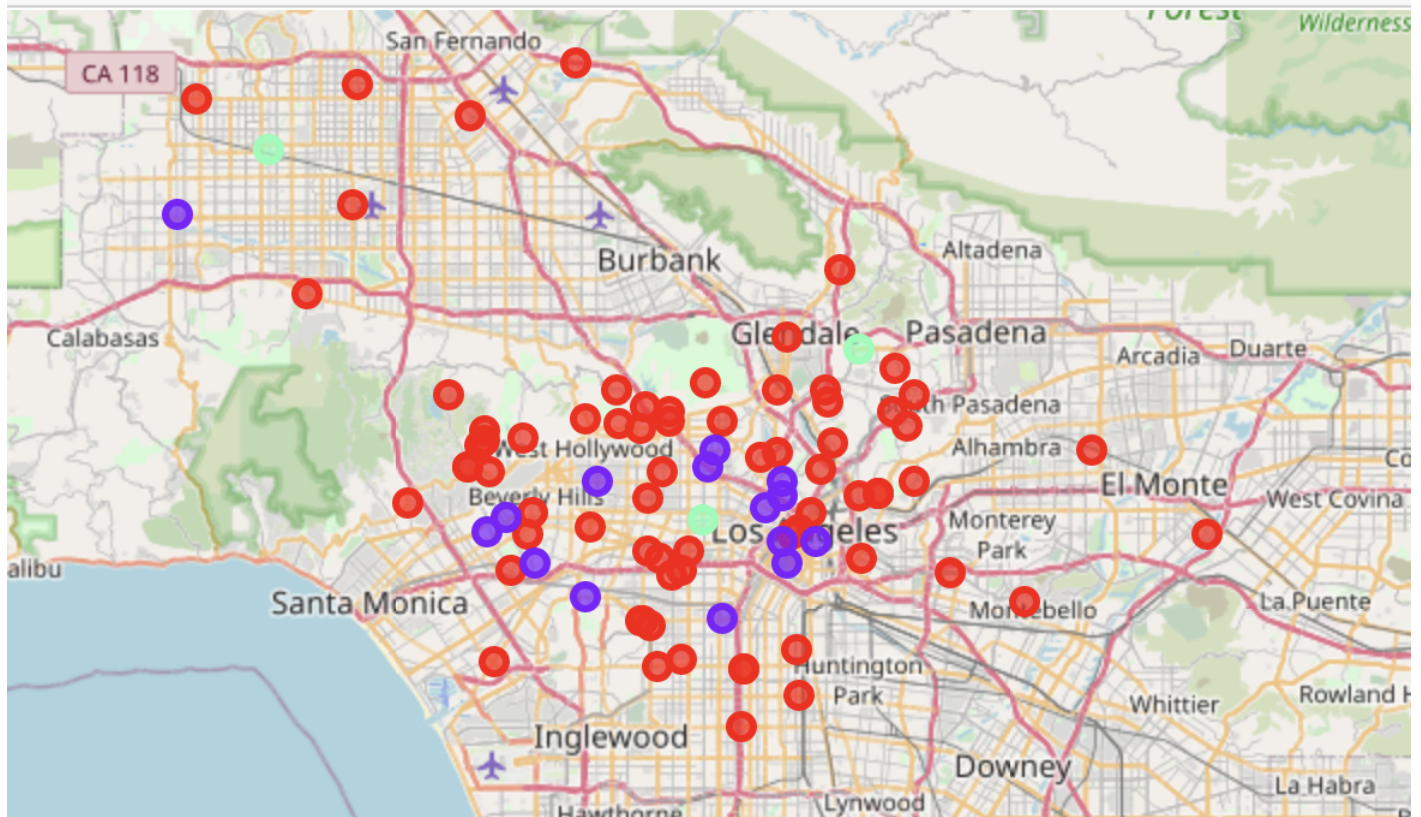 Forest
Wilderness
San Fernando
CA 118
Altadena
Burbank
Glendale
Pasadena
Calabasas
Arcadia
Duarte
South Pasadena
West Hollywood
Alhambra
El Monte
Beverly Hills
West Covina
Los Angeles
Monterey
Park
alibu
Santa Monica
Montebello
La Puente
Huntington
Park
Whittier
Rowland H
Inglewood
Downey
La Habra
Lynwood
Hawthorne